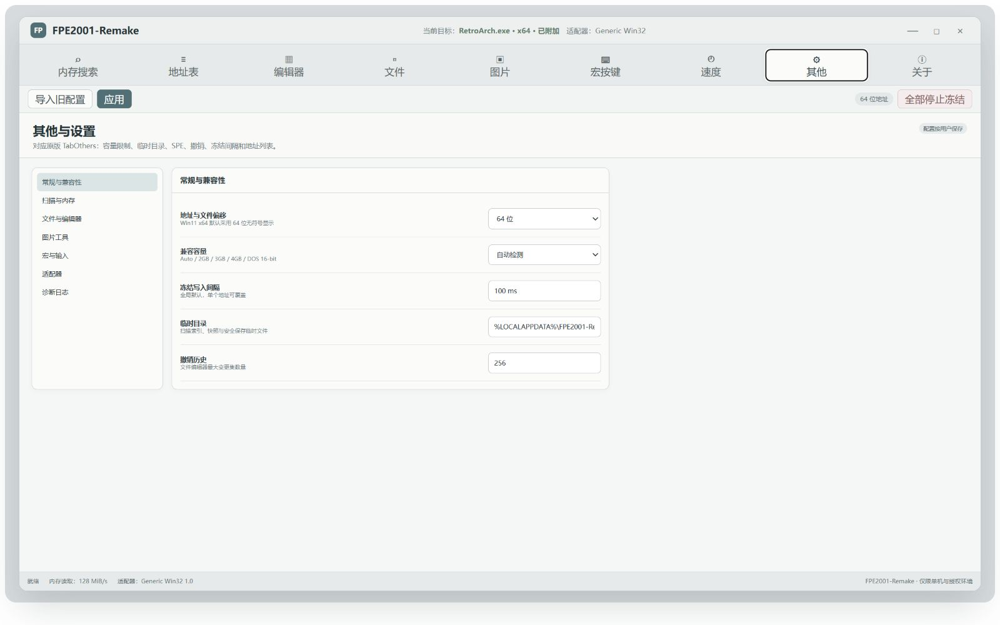 FP FPE2001-Remake 当前目标：RetroArch.exe • x64 • 已附加 适配器：Generic Win32
内存搜索 地址表 编辑器 文件 图片 宏按键 速度 其他 关于
导入旧配置 应用 64 位地址 全部停止冻结
其他与设置 配置按用户保存
对应原版 TabOthers：容量限制、临时目录、SPE、撤销、冻结间隔和地址列表。
常规与兼容性
扫描与内存
文件与编辑器
图片工具
宏与输入
适配器
诊断日志
常规与兼容性
地址与文件偏移 64 位
Win11 x64 默认采用 64 位无符号显示
兼容容量 自动检测
Auto / 2GB / 3GB / 4GB / DOS 16-bit
冻结写入间隔 100 ms
全局默认，单个地址可覆盖
临时目录 %LOCALAPPDATA%\FPE2001-Re
扫描索引、快照与安全保存临时文件
撤销历史 256
文件编辑器最大变更集数量
就绪 内存读取：128 MiB/s 适配器：Generic Win32 1.0 FPE2001-Remake · 仅限单机与授权环境